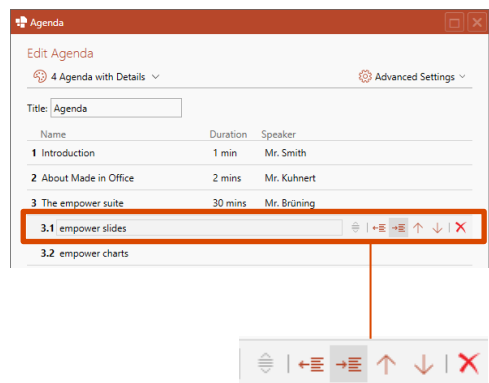 Agenda
Edit Agenda
4 Agenda with Details
Advanced Settings
Title: Agenda
Name Duration Speaker
1 Introduction 1 min Mr. Smith
2 About Made in Office 2 mins Mr. Kuhnert
3 The empower suite 30 mins Mr. Brüning
3.1 empower slides
3.2 empower charts